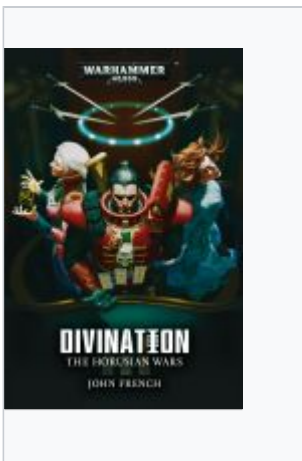 WARHAMMER
40,000
DIVINATION
THE HORUSIAN WARS
JOHN FRENCH